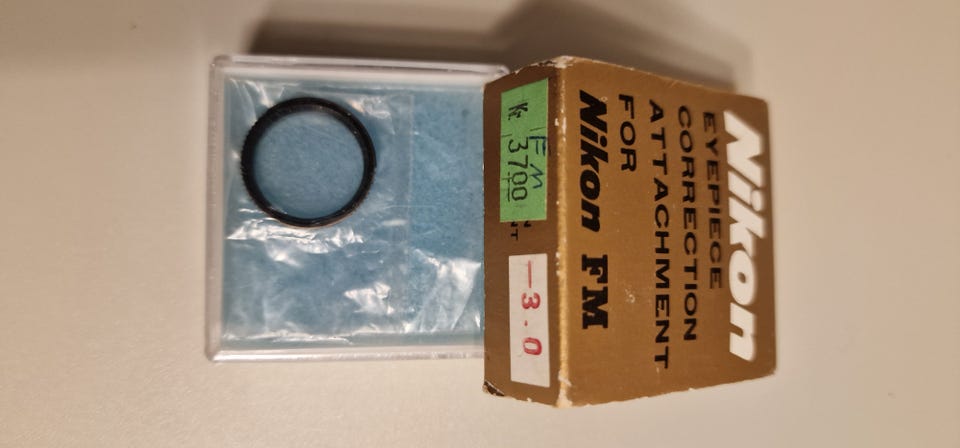 Nikon
EYEPIECE
CORRECTION
ATTACHMENT
FOR
Nikon FM
FM
Kr. 3700
-3.0